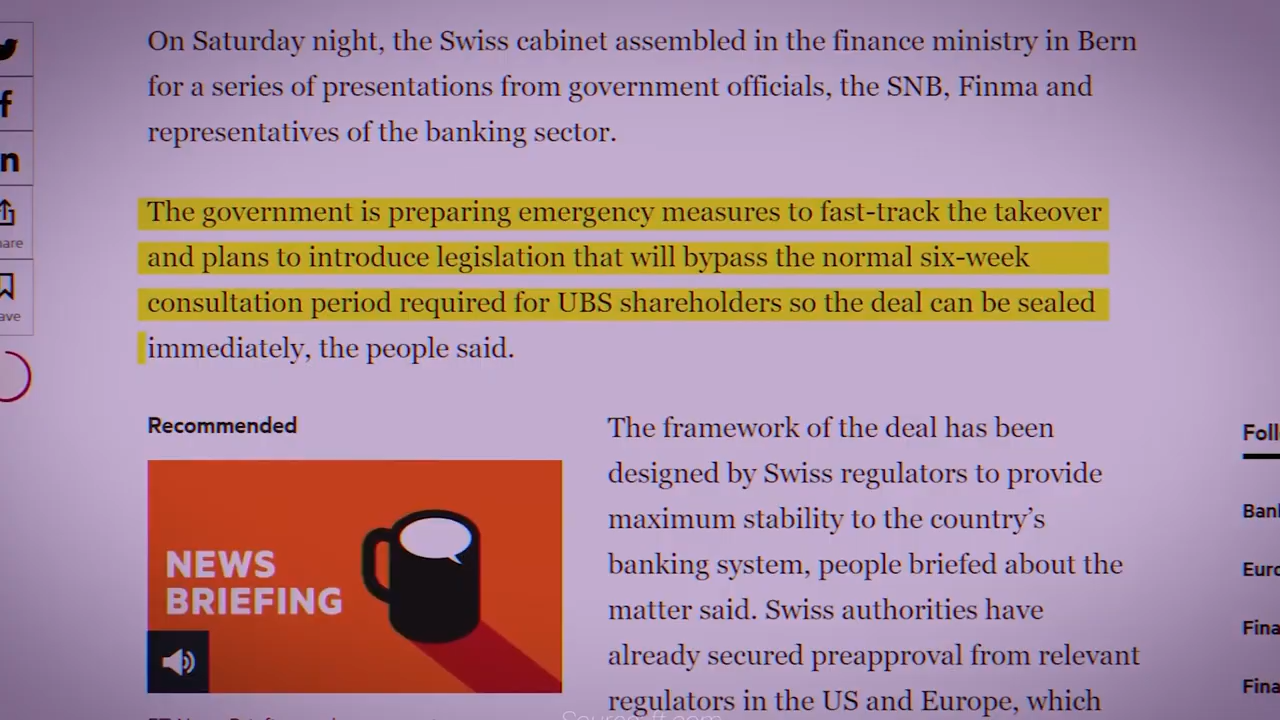 On Saturday night, the Swiss cabinet assembled in the finance ministry in Bern
for a series of presentations from government officials, the SNB, Finma and
representatives of the banking sector.
The government is preparing emergency measures to fast-track the takeover
and plans to introduce legislation that will bypass the normal six-week
consultation period required for UBS shareholders so the deal can be sealed
immediately, the people said.
Recommended
NEWS
BRIEFING
The framework of the deal has been
designed by Swiss regulators to provide
maximum stability to the country’s
banking system, people briefed about the
matter said. Swiss authorities have
already secured preapproval from relevant
regulators in the US and Europe, which